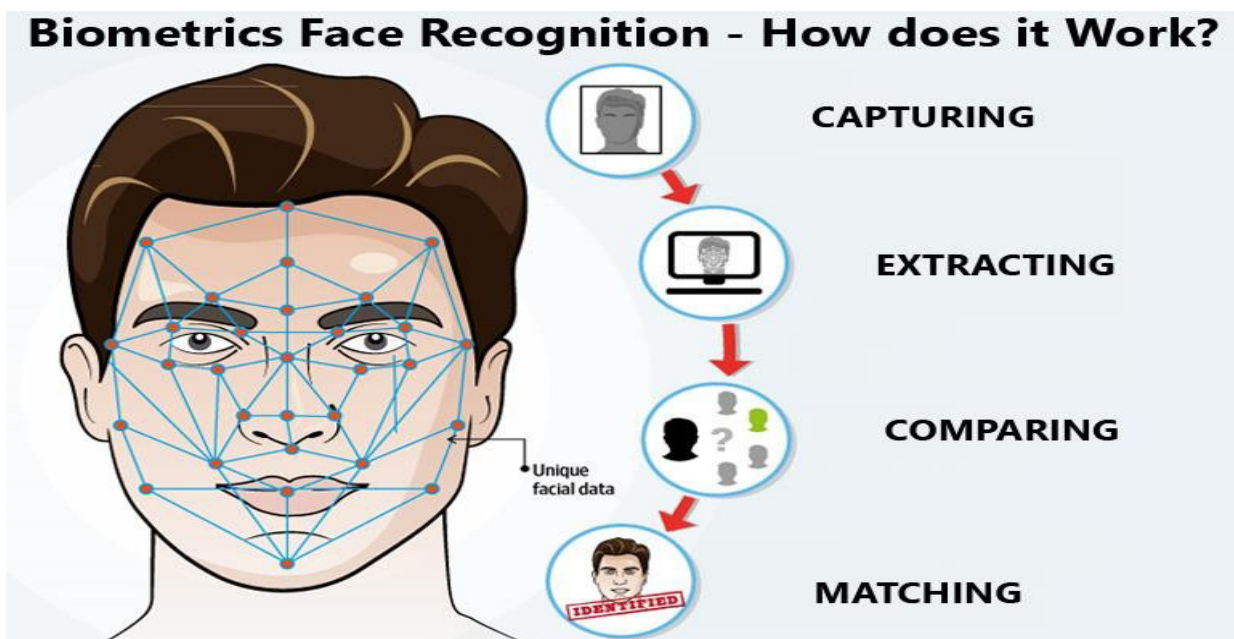 Biometrics Face Recognition - How does it Work?
CAPTURING
EXTRACTING
COMPARING
?
Unique
facial data
IDENTIFIED
MATCHING